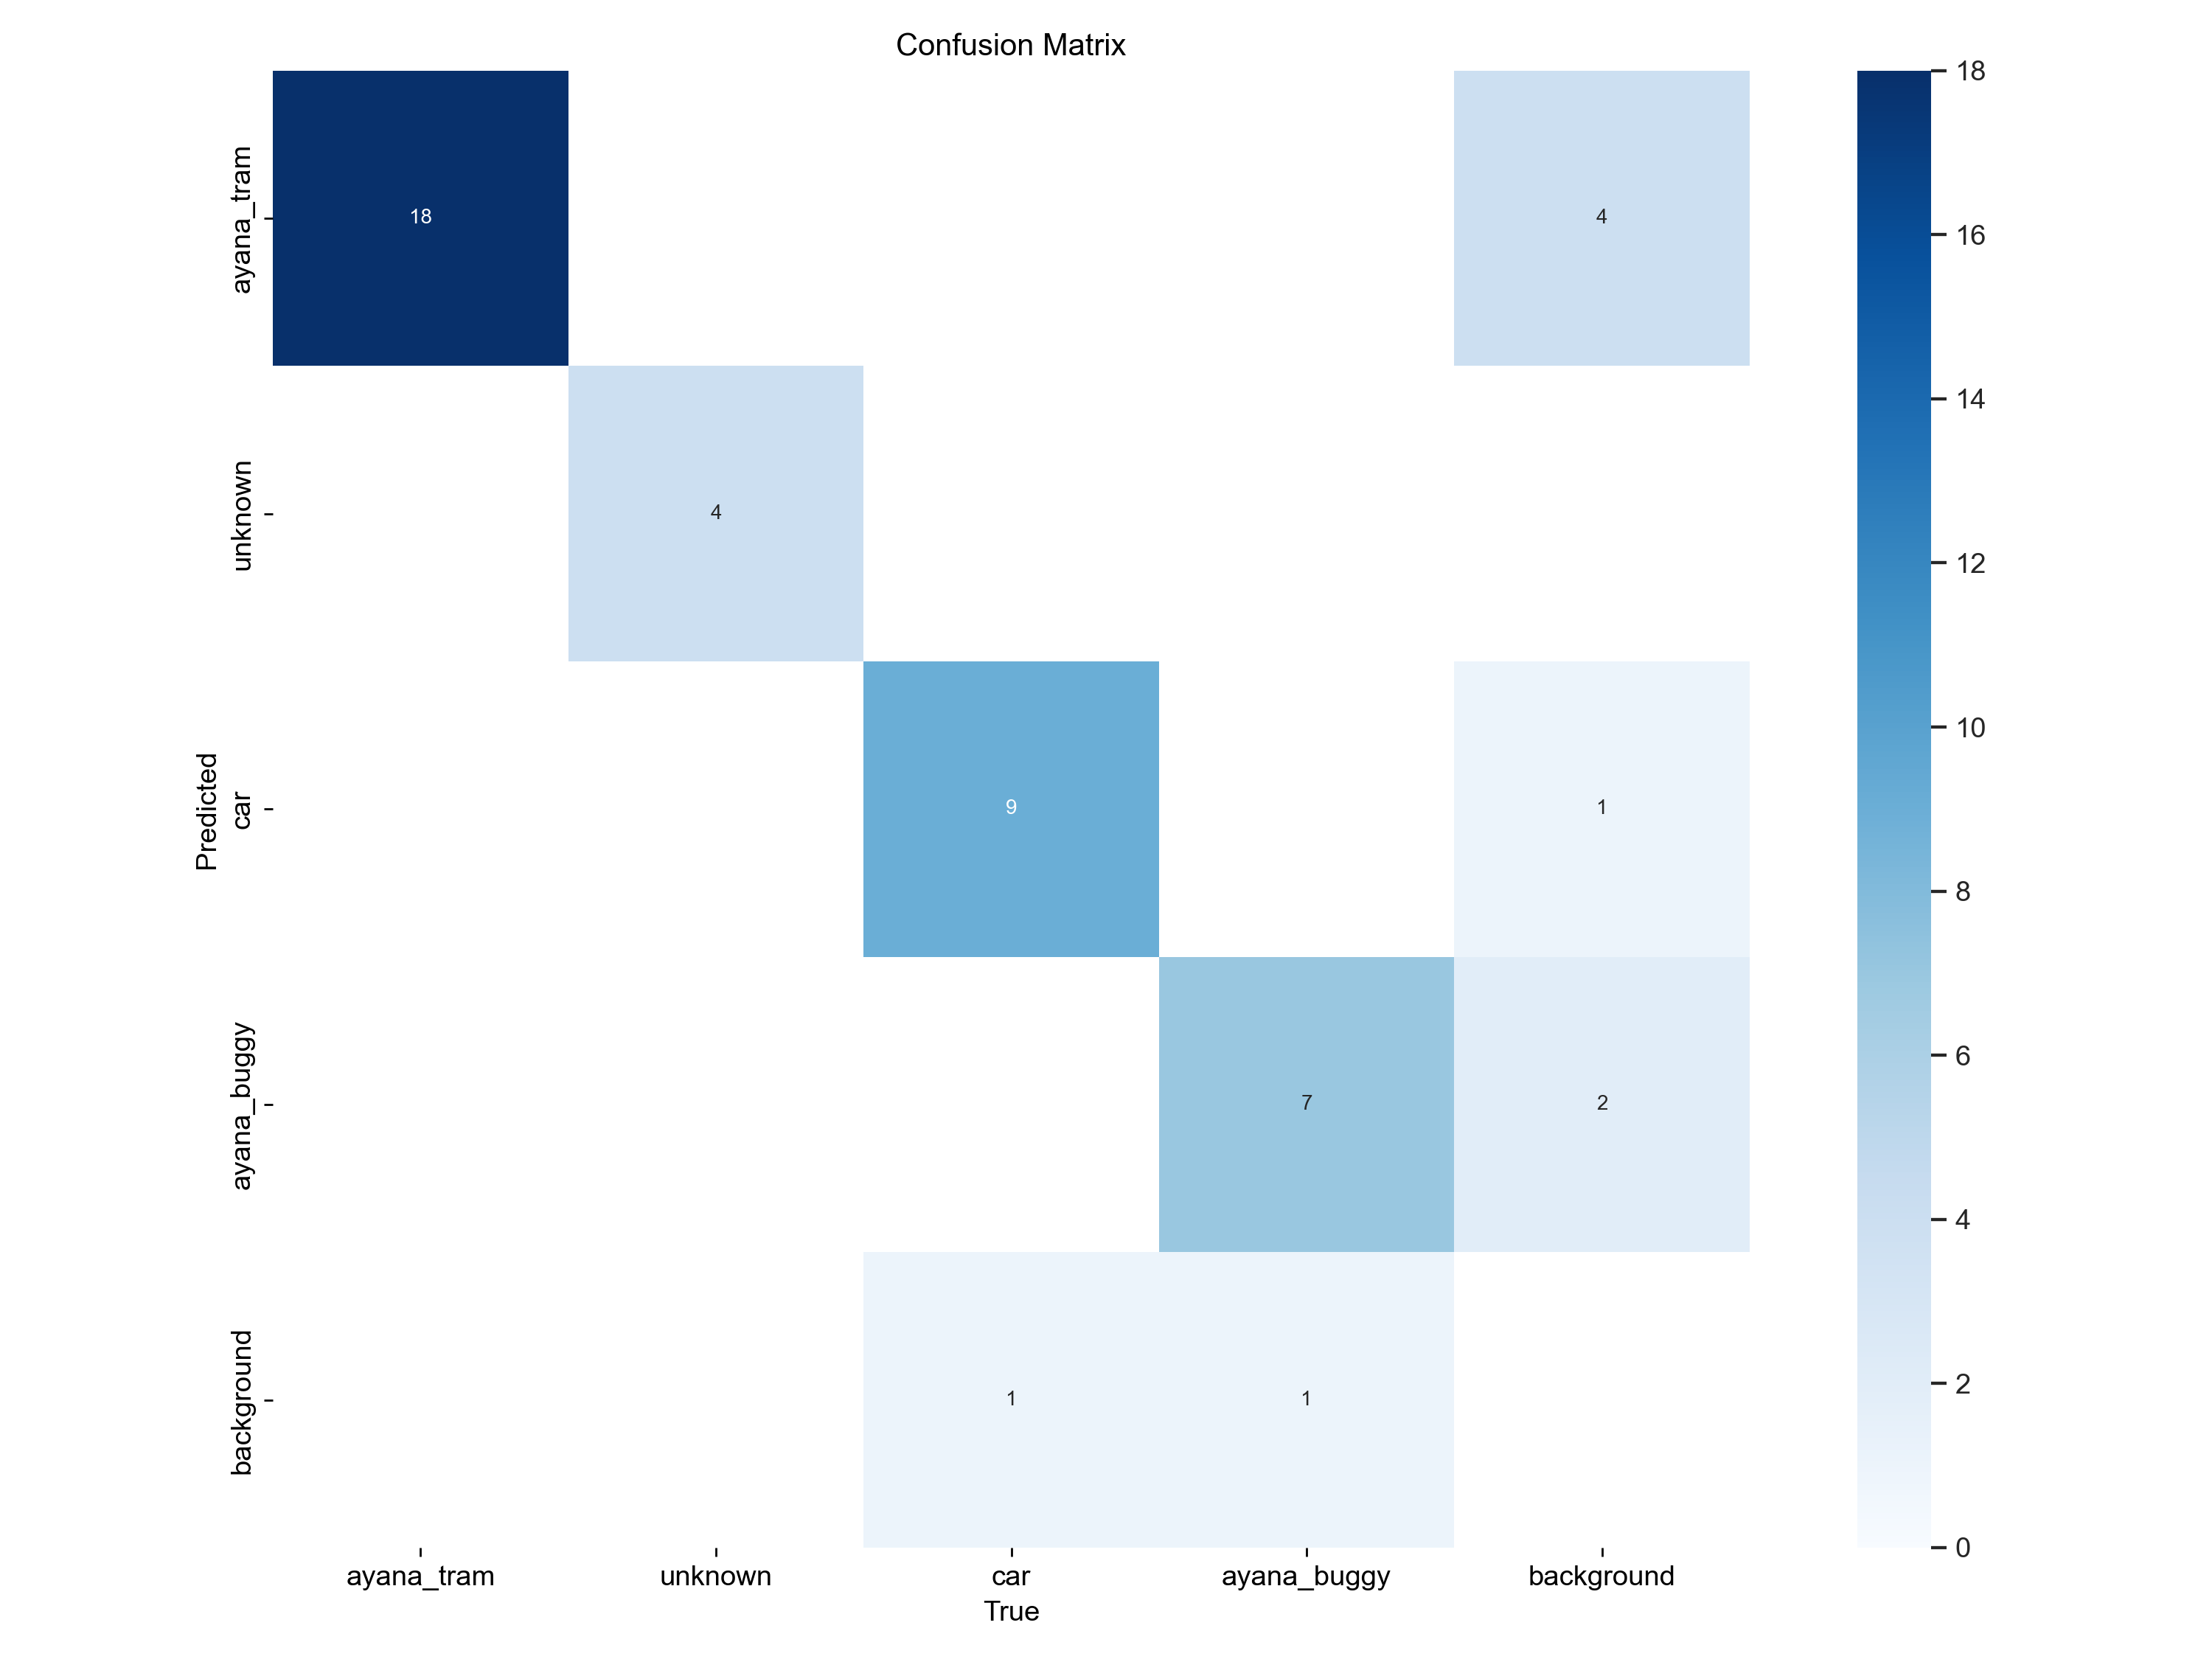 Confusion Matrix
ayana_tram
unknown
car
ayana_buggy
background
Predicted
18
4
4
9
1
7
2
1
1
ayana_tram
unknown
car
ayana_buggy
background
True
18
16
14
12
10
8
6
4
2
0